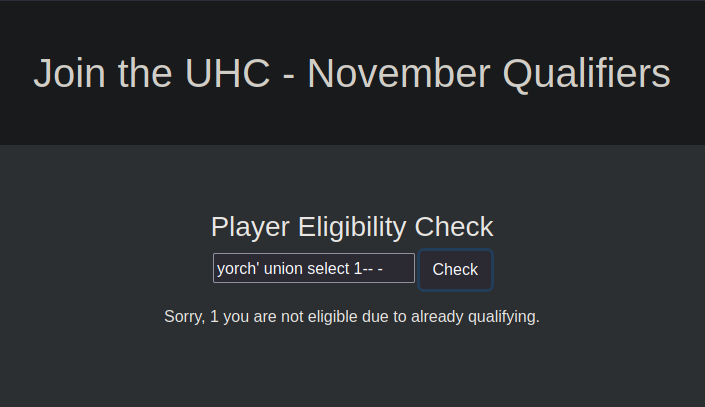 Join the UHC - November Qualifiers
Player Eligibility Check
yorch' union select 1-- - Check
Sorry, 1 you are not eligible due to already qualifying.